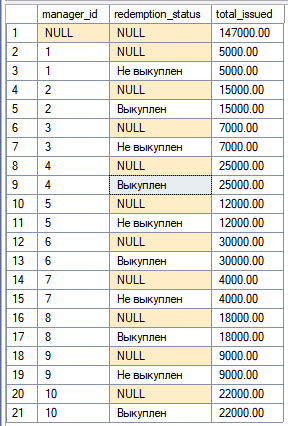 manager_id redemption_status total_issued
1 NULL NULL 147000.00
2 1 NULL 5000.00
3 1 Не выкуплен 5000.00
4 2 NULL 15000.00
5 2 Выкуплен 15000.00
6 3 NULL 7000.00
7 3 Не выкуплен 7000.00
8 4 NULL 25000.00
9 4 Выкуплен 25000.00
10 5 NULL 12000.00
11 5 Не выкуплен 12000.00
12 6 NULL 30000.00
13 6 Выкуплен 30000.00
14 7 NULL 4000.00
15 7 Не выкуплен 4000.00
16 8 NULL 18000.00
17 8 Выкуплен 18000.00
18 9 NULL 9000.00
19 9 Не выкуплен 9000.00
20 10 NULL 22000.00
21 10 Выкуплен 22000.00